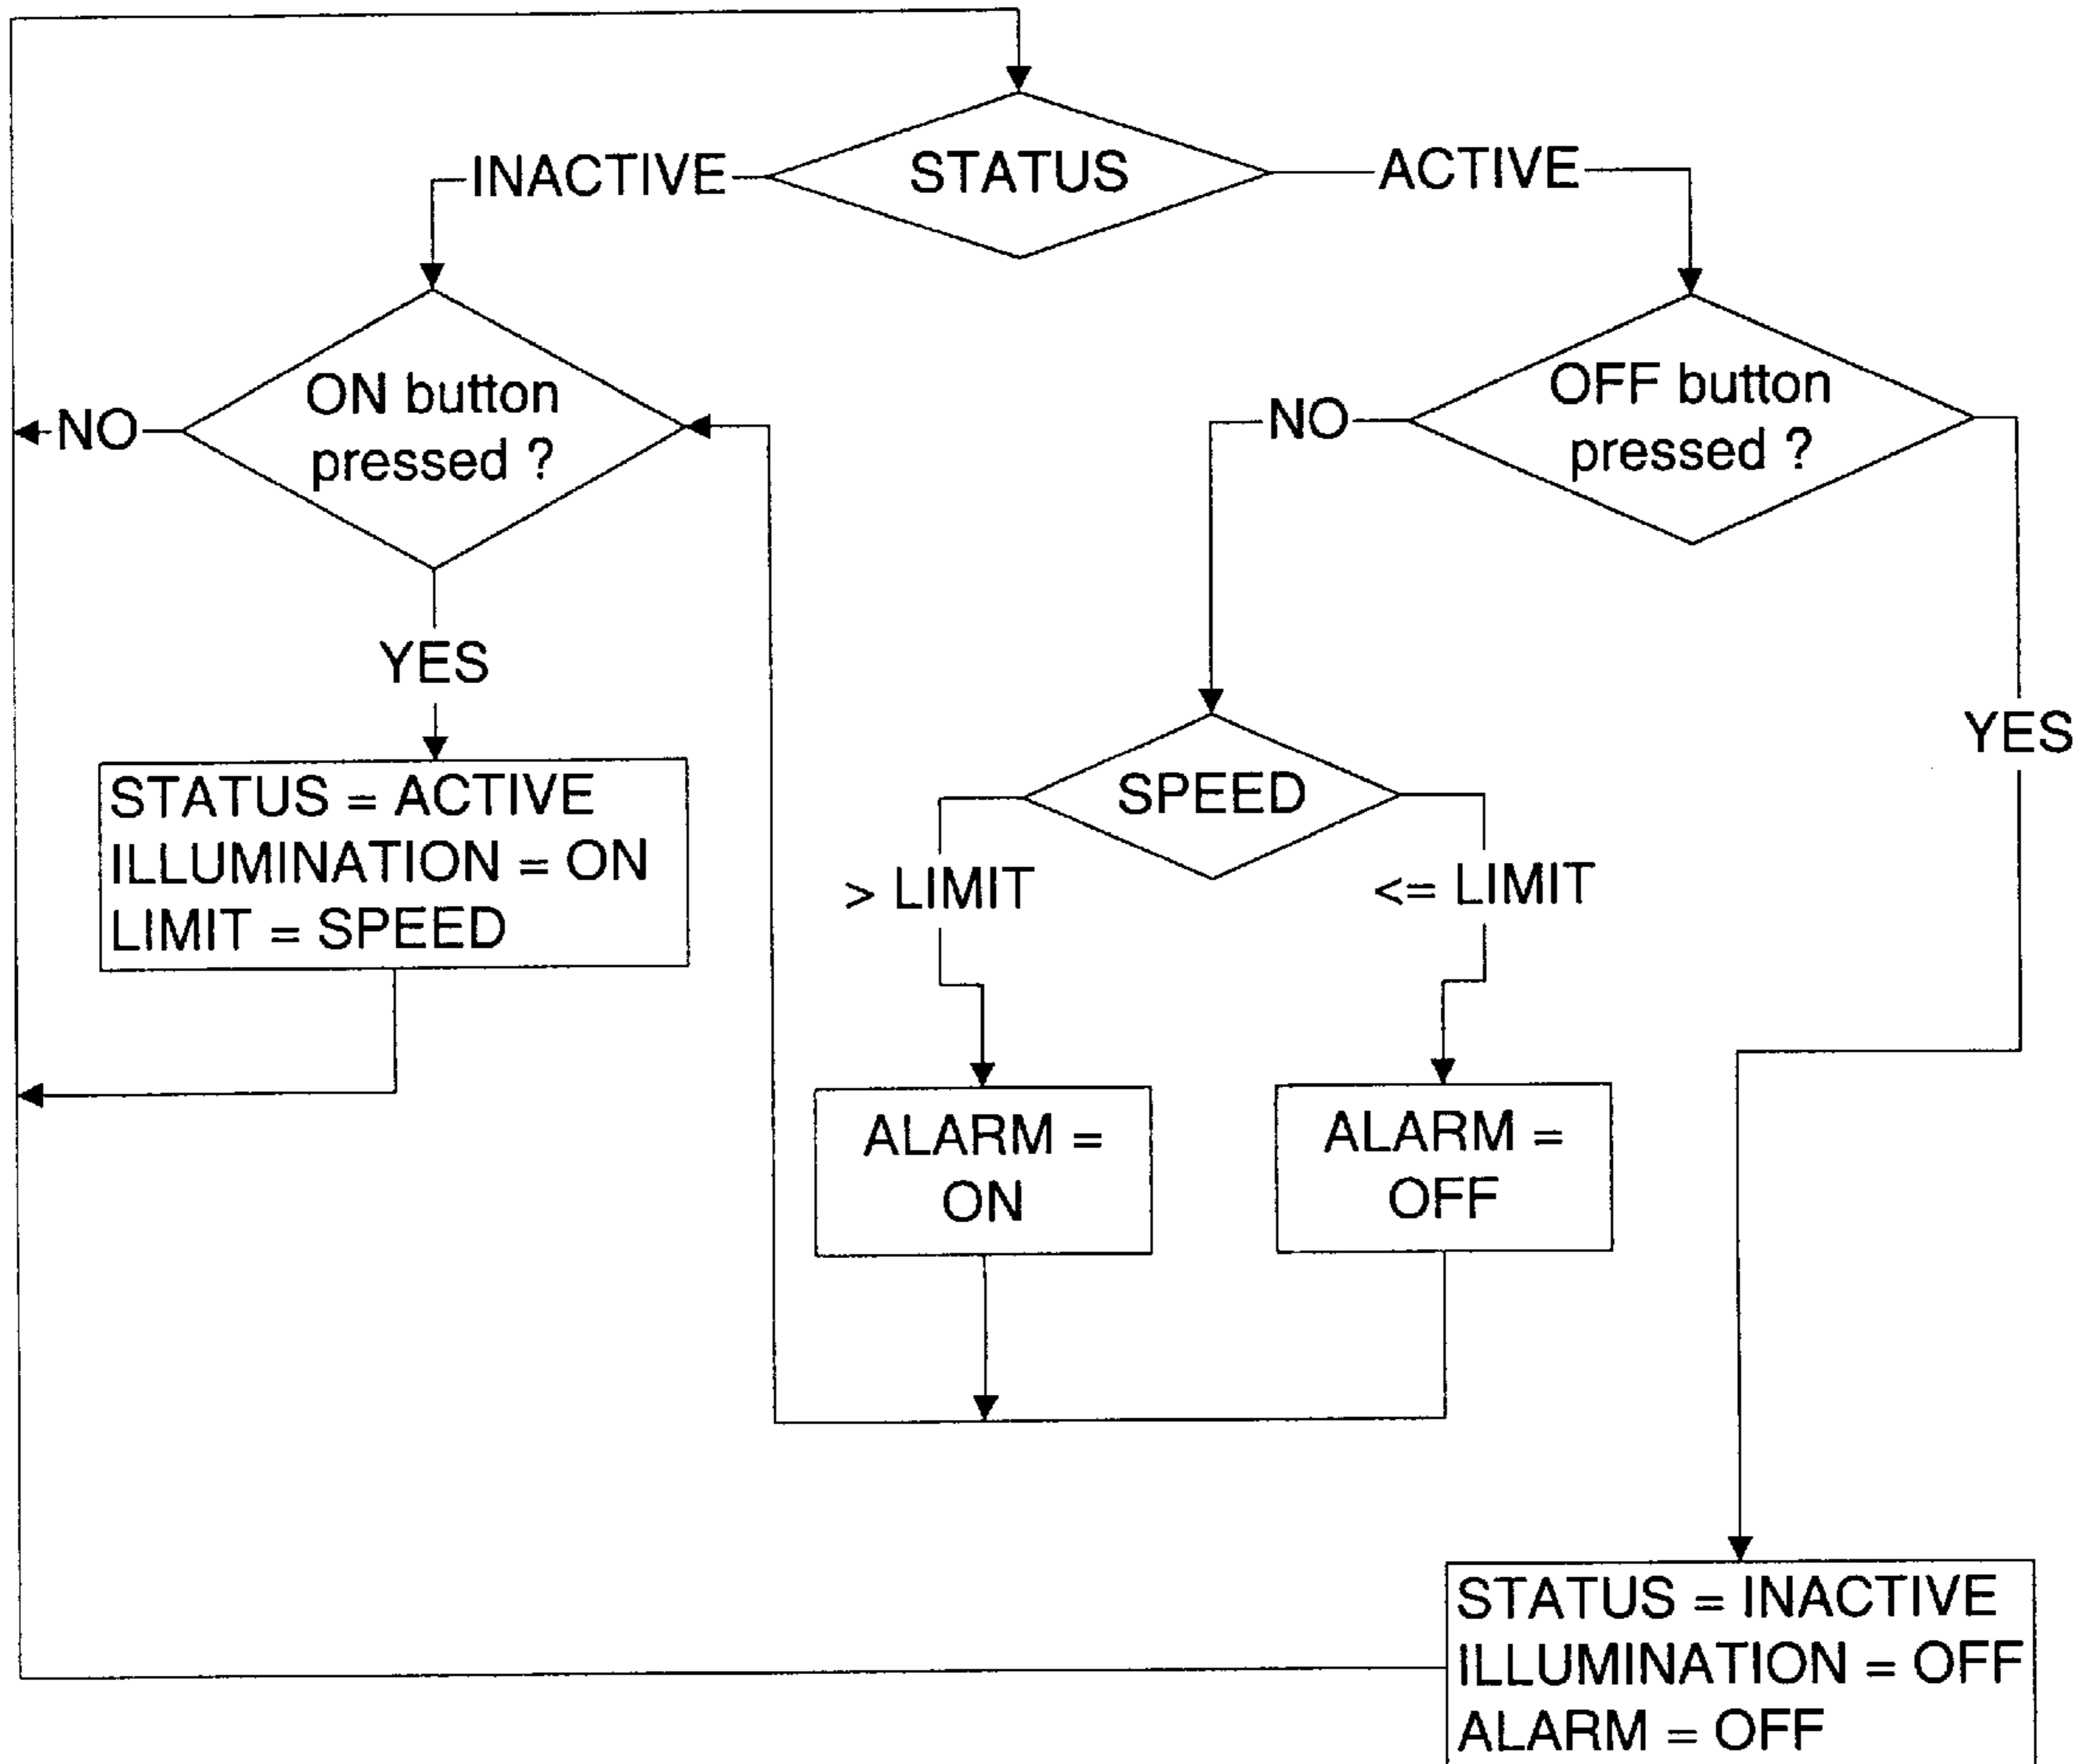 STATUS
INACTIVE
ACTIVE
ON button
pressed ?
NO
YES
OFF button
pressed ?
NO
YES
STATUS = ACTIVE
ILLUMINATION = ON
LIMIT = SPEED
SPEED
> LIMIT
<= LIMIT
ALARM =
ON
ALARM =
OFF
STATUS = INACTIVE
ILLUMINATION = OFF
ALARM = OFF